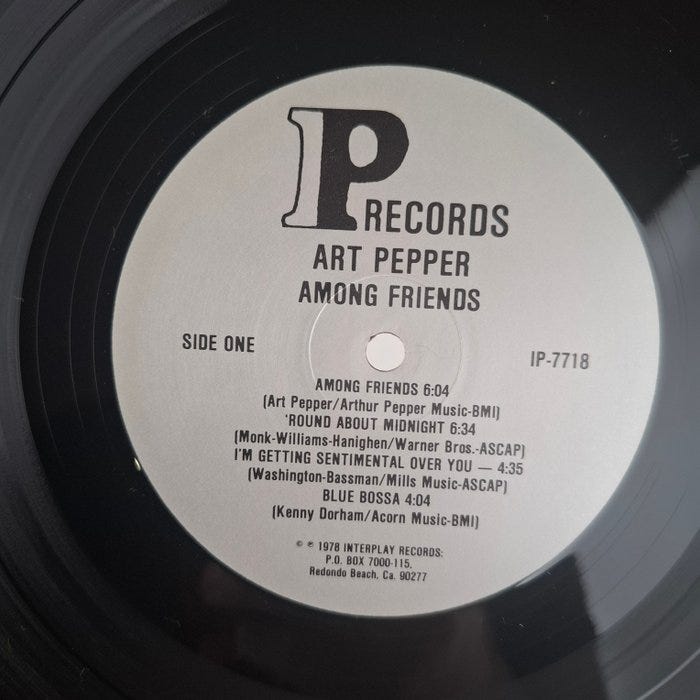 P RECORDS
ART PEPPER
AMONG FRIENDS
SIDE ONE
IP-7718
AMONG FRIENDS 6:04
(Art Pepper/Arthur Pepper Music-BMI)
'ROUND ABOUT MIDNIGHT 6:34
(Monk-Williams-Hanighen/Warner Bros.-ASCAP)
I'M GETTING SENTIMENTAL OVER YOU — 4:35
(Washington-Bassman/Mills Music-ASCAP)
BLUE BOSSA 4:04
(Kenny Dorham/Acorn Music-BMI)
© ℗ 1978 INTERPLAY RECORDS:
P.O. BOX 7000-115,
Redondo Beach, Ca. 90277